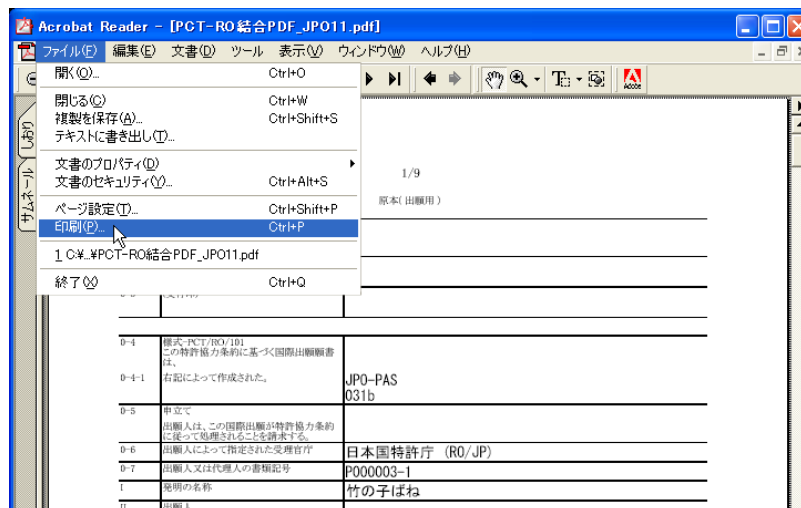 Acrobat Reader - [PCT-RO結合PDF_JPO11.pdf]
ファイル(F) 編集(E) 文書(D) ツール 表示(V) ウィンドウ(W) ヘルプ(H)
開く(O)... Ctrl+O
閉じる(C) Ctrl+W
複製を保存(A)... Ctrl+Shift+S
テキストに書き出し(T)...
文書のプロパティ(D)
文書のセキュリティ(Y)... Ctrl+Alt+S
ページ設定(T)... Ctrl+Shift+P
印刷(P)... Ctrl+P
1 C:¥...¥PCT-RO結合PDF_JPO11.pdf
終了(X) Ctrl+Q
Adobe
しおり
サムネール
1/9
原本(出願用)
0-4 様式-PCT/RO/101
この特許協力条約に基づく国際出願願書
は、
0-4-1 右記によって作成された。 JPO-PAS
031b
0-5 申立て
出願人は、この国際出願が特許協力条約
に従って処理されることを請求する。
0-6 出願人によって指定された受理官庁 日本国特許庁 (RO/JP)
0-7 出願人又は代理人の書類記号 P000003-1
I 発明の名称 竹の子ばね
II 出願人